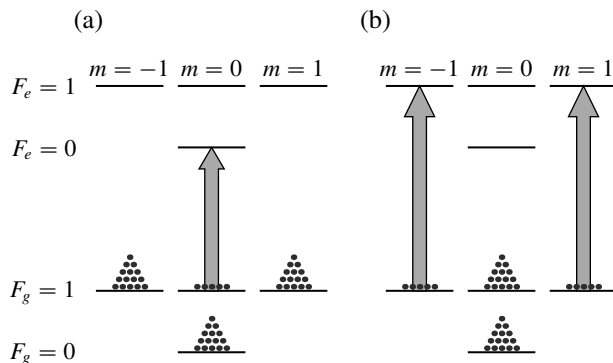 (a) (b)
m = −1 m = 0 m = 1 m = −1 m = 0 m = 1
F_e = 1
F_e = 0
F_g = 1
F_g = 0